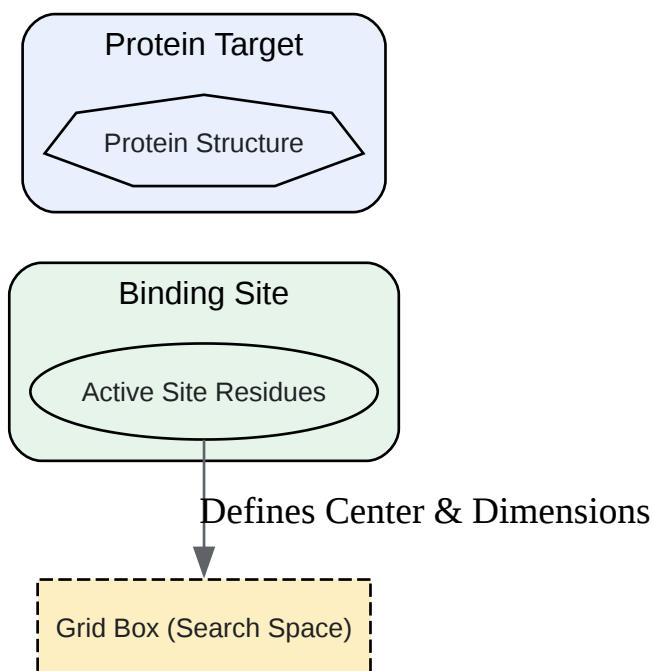 Protein Target
Protein Structure
Binding Site
Active Site Residues
Defines Center & Dimensions
Grid Box (Search Space)